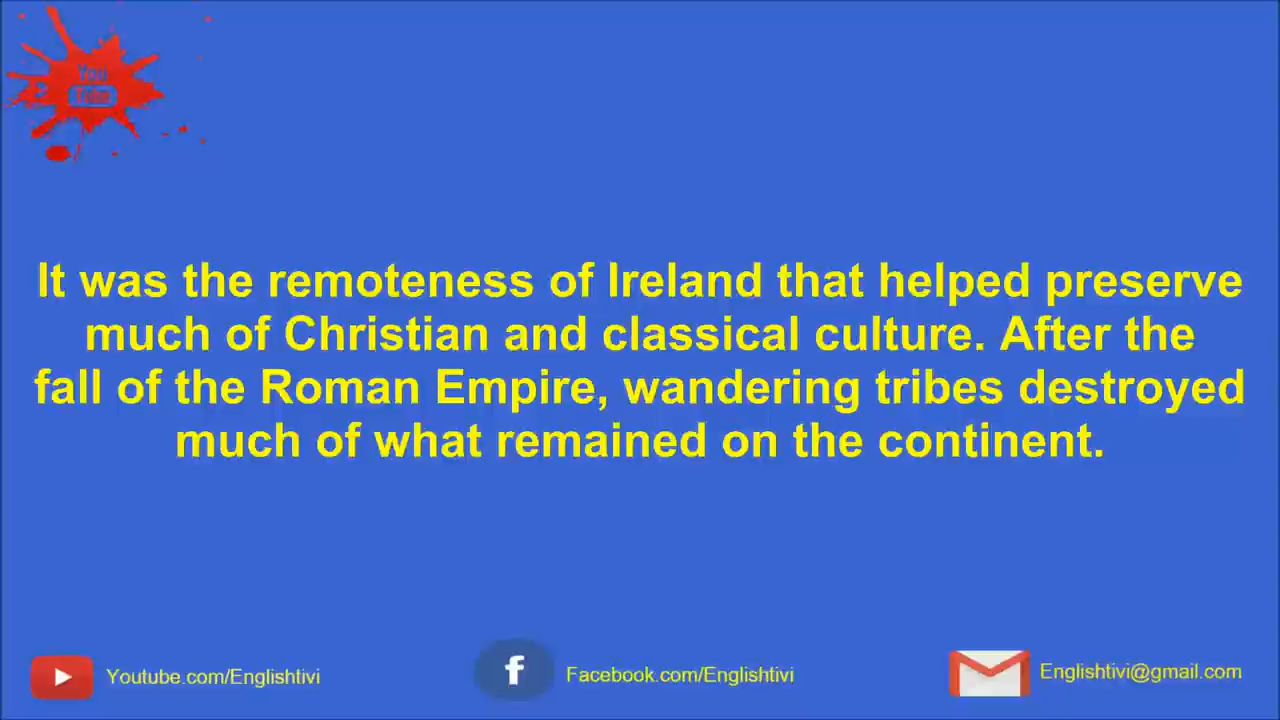 You
Tube
It was the remoteness of Ireland that helped preserve
much of Christian and classical culture. After the
fall of the Roman Empire, wandering tribes destroyed
much of what remained on the continent.
Youtube.com/Englishtivi
Facebook.com/Englishtivi
Englishtivi@gmail.com